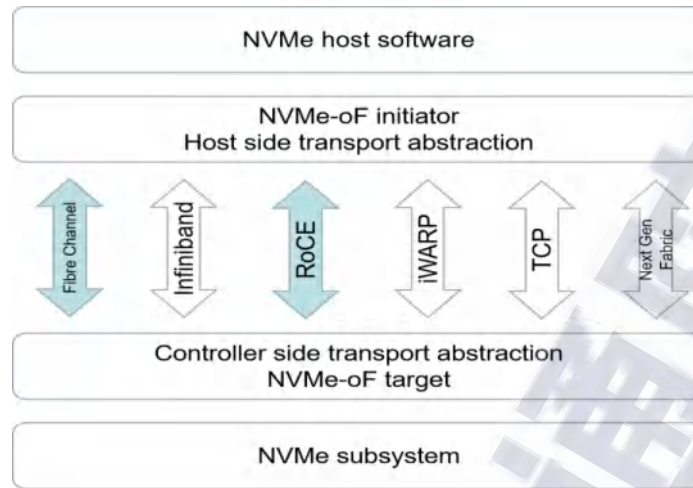 NVMe host software
NVMe-oF initiator
Host side transport abstraction
Fibre Channel
Infiniband
RoCE
iWARP
TCP
Next Gen
Fabric
Controller side transport abstraction
NVMe-oF target
NVMe subsystem